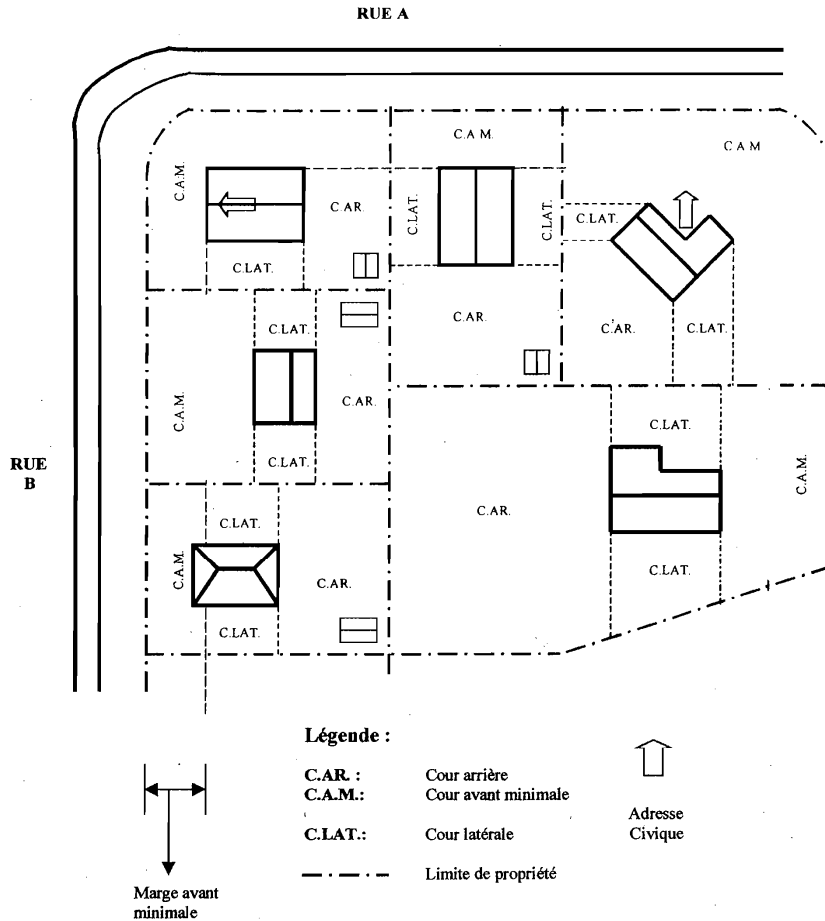 RUE A
C.A.M.
C A M
C.A.M.
C.AR.
C.LAT.
C.LAT.
C.LAT.
C.LAT.
C.LAT.
C.AR.
C.AR.
C.LAT.
C.A.M.
C.LAT.
C.AR.
C.LAT.
RUE
B
C.LAT.
C.A.M.
C.AR.
C.LAT.
C.A.M.
C.LAT.
C.AR.
C.LAT.
Légende :
C.AR. : Cour arrière
C.A.M.: Cour avant minimale
C.LAT.: Cour latérale
Limite de propriété
Adresse
Civique
Marge avant
minimale